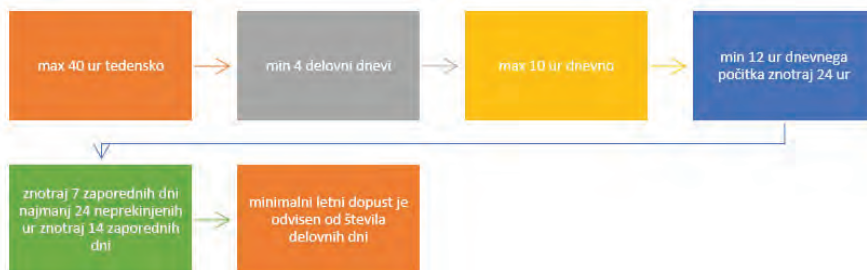 max 40 ur tedensko
min 4 delovni dnevi
max 10 ur dnevno
min 12 ur dnevnega
počitka znotraj 24 ur
znotraj 7 zaporednih dni
najmanj 24 neprekinjenih
ur znotraj 14 zaporednih
dni
minimalni letni dopust je
odvisen od števila
delovnih dni